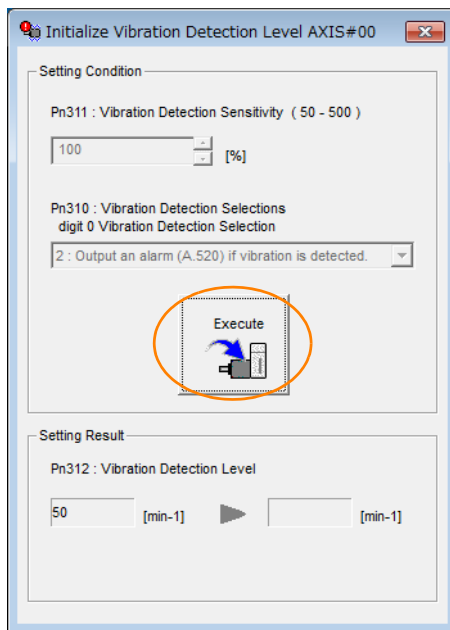 Initialize Vibration Detection Level AXIS#00
Setting Condition
Pn311 : Vibration Detection Sensitivity ( 50 - 500 )
100 [%]
Pn310 : Vibration Detection Selections
digit 0 Vibration Detection Selection
2 : Output an alarm (A.520) if vibration is detected.
Execute
Setting Result
Pn312 : Vibration Detection Level
50 [min-1] [min-1]